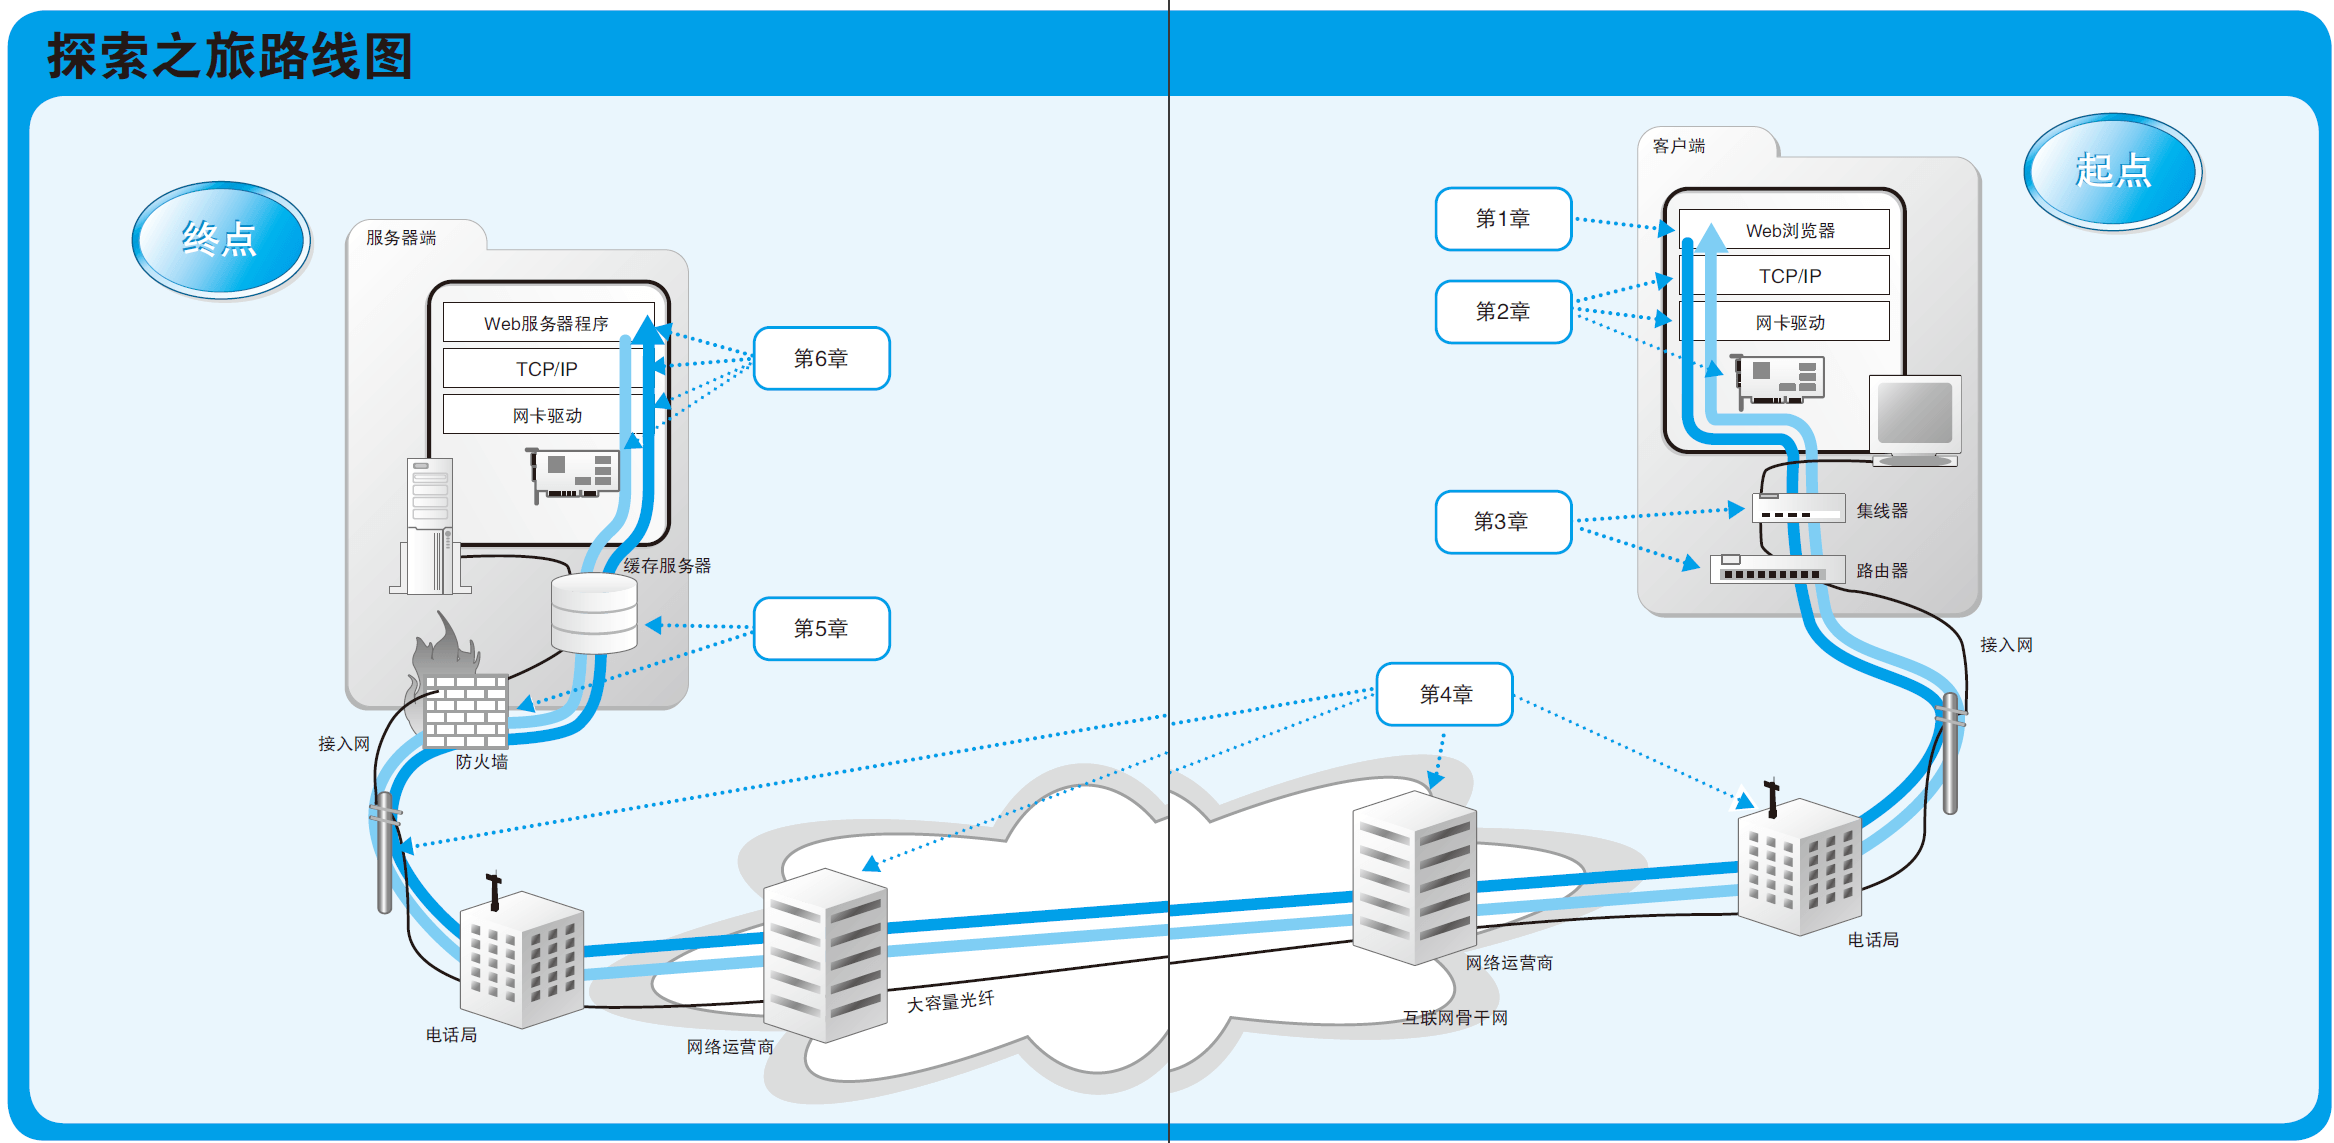 探索之旅路线图
终点
服务器端
Web服务器程序
TCP/IP
网卡驱动
第6章
缓存服务器
第5章
接入网
防火墙
电话局
网络运营商
大容量光纤
起点
客户端
第1章
Web浏览器
TCP/IP
第2章
网卡驱动
第3章
集线器
路由器
接入网
第4章
电话局
网络运营商
互联网骨干网